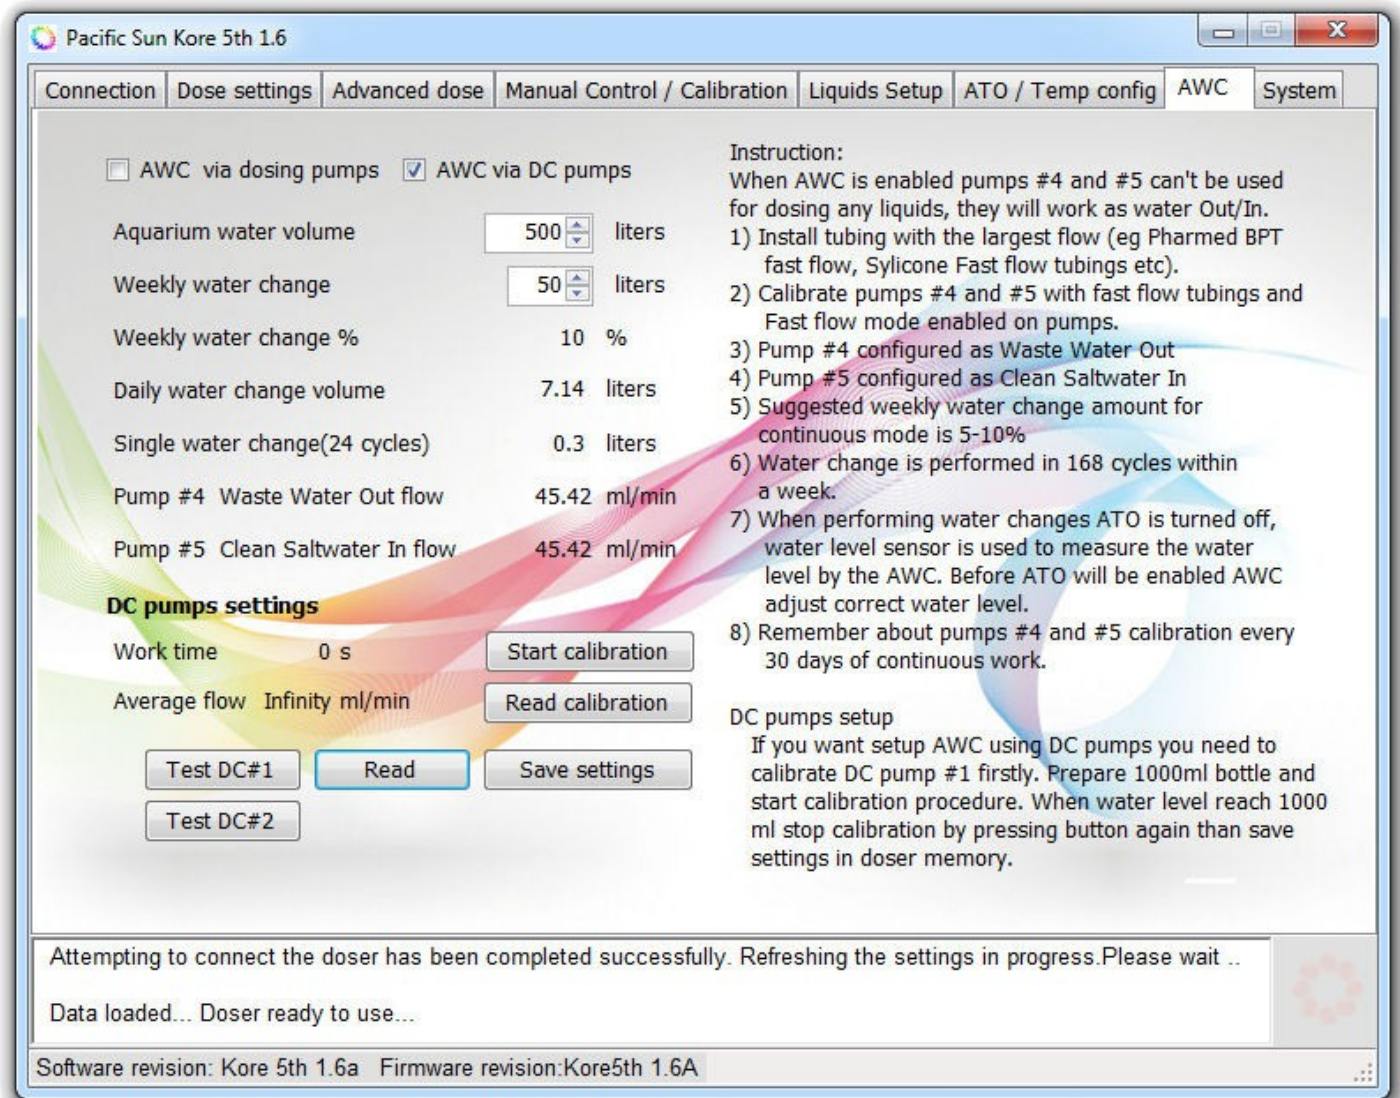 Pacific Sun Kore 5th 1.6
Connection Dose settings Advanced dose Manual Control / Calibration Liquids Setup ATO / Temp config AWC System
AWC via dosing pumps AWC via DC pumps
Aquarium water volume 500 liters
Weekly water change 50 liters
Weekly water change % 10 %
Daily water change volume 7.14 liters
Single water change(24 cycles) 0.3 liters
Pump #4 Waste Water Out flow 45.42 ml/min
Pump #5 Clean Saltwater In flow 45.42 ml/min
DC pumps settings
Work time 0 s Start calibration
Average flow Infinity ml/min Read calibration
Test DC#1 Read Save settings
Test DC#2
Instruction:
When AWC is enabled pumps #4 and #5 can't be used
for dosing any liquids, they will work as water Out/In.
1) Install tubing with the largest flow (eg Pharmed BPT
fast flow, Sylicone Fast flow tubings etc).
2) Calibrate pumps #4 and #5 with fast flow tubings and
Fast flow mode enabled on pumps.
3) Pump #4 configured as Waste Water Out
4) Pump #5 configured as Clean Saltwater In
5) Suggested weekly water change amount for
continuous mode is 5-10%
6) Water change is performed in 168 cycles within
a week.
7) When performing water changes ATO is turned off,
water level sensor is used to measure the water
level by the AWC. Before ATO will be enabled AWC
adjust correct water level.
8) Remember about pumps #4 and #5 calibration every
30 days of continuous work.
DC pumps setup
If you want setup AWC using DC pumps you need to
calibrate DC pump #1 firstly. Prepare 1000ml bottle and
start calibration procedure. When water level reach 1000
ml stop calibration by pressing button again than save
settings in doser memory.
Attempting to connect the doser has been completed successfully. Refreshing the settings in progress.Please wait ..
Data loaded... Doser ready to use...
Software revision: Kore 5th 1.6a Firmware revision:Kore5th 1.6A